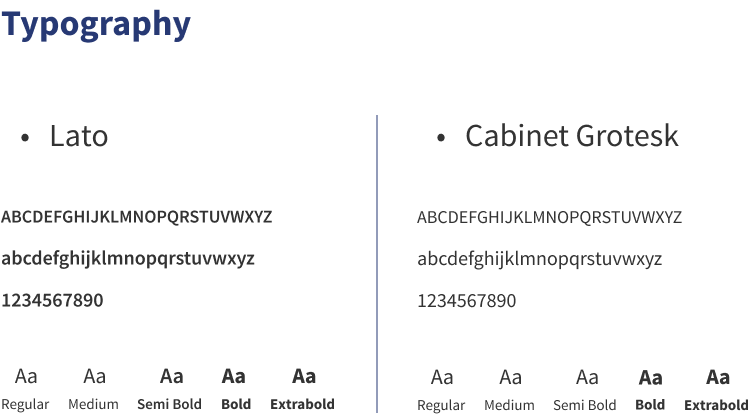 Typography
• Lato
ABCDEFGHIJKLMNOPQRSTUVWXYZ
abcdefghijklmnopqrstuvwxyz
1234567890
Aa Aa Aa Aa Aa
Regular Medium Semi Bold Bold Extrabold
• Cabinet Grotesk
ABCDEFGHIJKLMNOPQRSTUVWXYZ
abcdefghijklmnopqrstuvwxyz
1234567890
Aa Aa Aa Aa Aa
Regular Medium Semi Bold Bold Extrabold